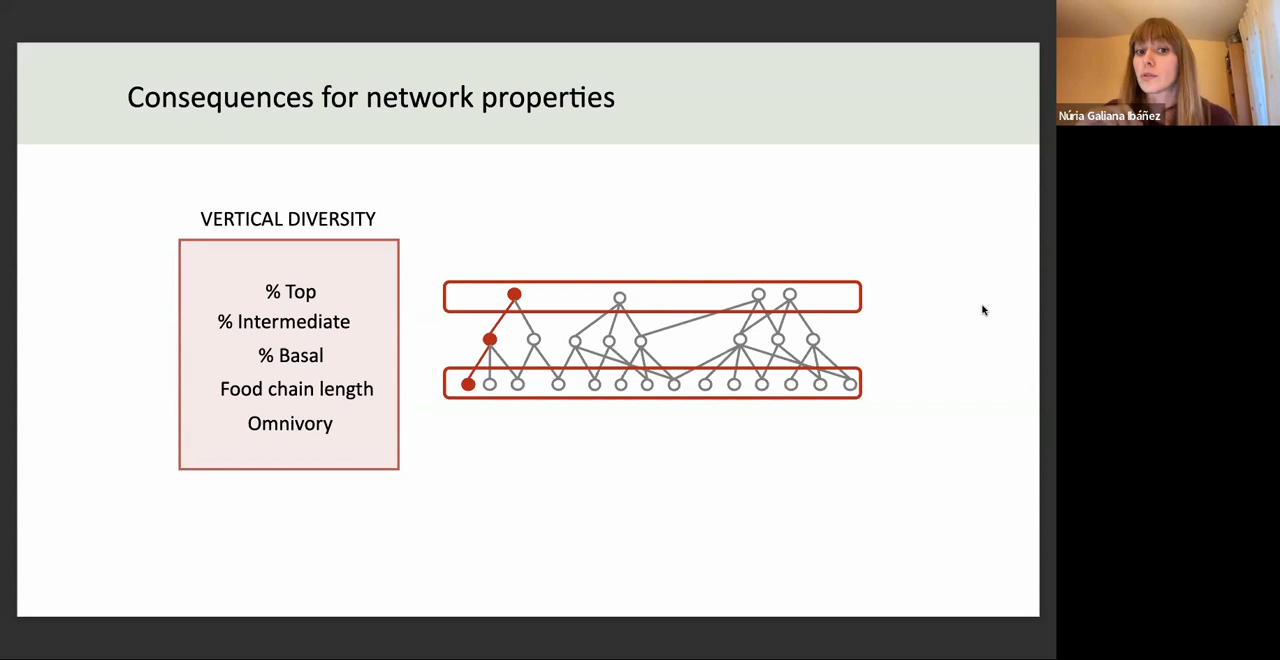 Consequences for network properties
Núria Galiana Ibáñez
VERTICAL DIVERSITY
% Top
% Intermediate
% Basal
Food chain length
Omnivory